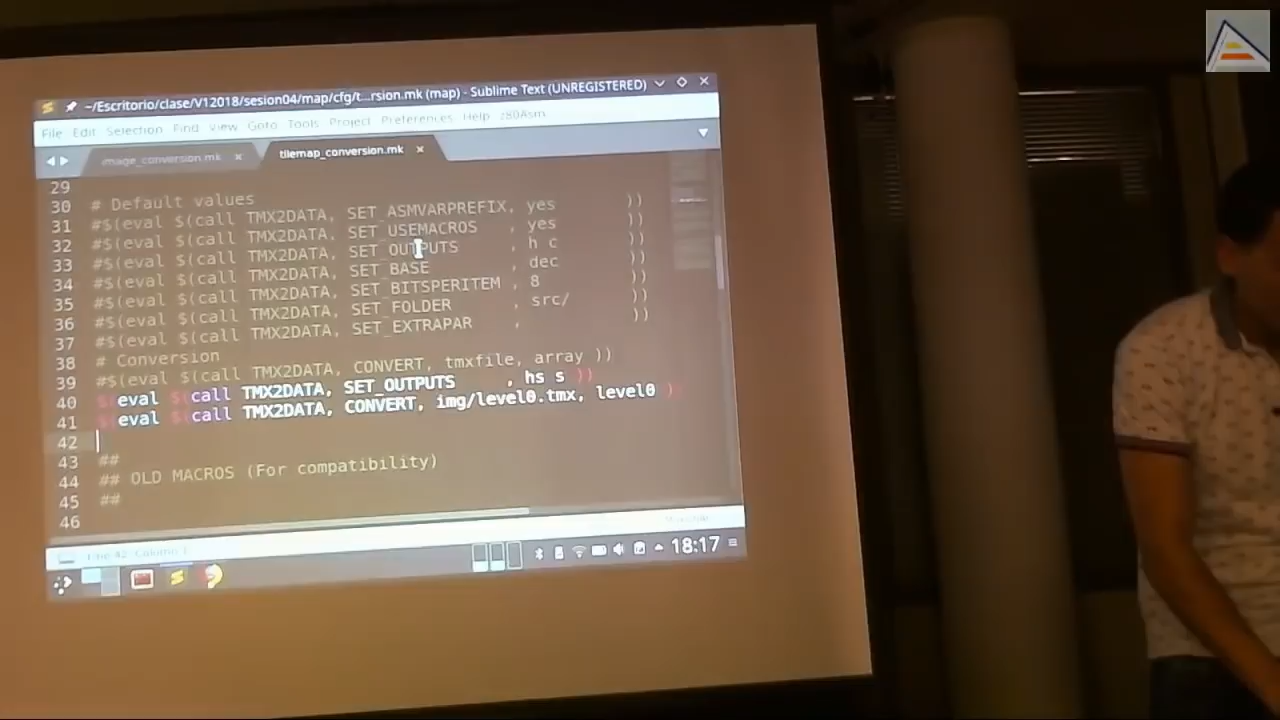 ~/Escritorio/clase/V12018/sesion04/map/cfg/t...rsion.mk (map) - Sublime Text (UNREGISTERED)
File Edit Selection Find View Goto Tools Project Preferences Help z80Asm
image_conversion.mk × tilemap_conversion.mk ×
29
30 # Default values
31 #$(eval $(call TMX2DATA, SET_ASMVARPREFIX, yes ))
32 #$(eval $(call TMX2DATA, SET_USEMACROS , yes ))
33 #$(eval $(call TMX2DATA, SET_OUTPUTS , h c ))
34 #$(eval $(call TMX2DATA, SET_BASE , dec ))
35 #$(eval $(call TMX2DATA, SET_BITSPERITEM , 8 ))
36 #$(eval $(call TMX2DATA, SET_FOLDER , src/ ))
37 #$(eval $(call TMX2DATA, SET_EXTRAPAR , ))
38 # Conversion
39 #$(eval $(call TMX2DATA, CONVERT, tmxfile, array ))
40 $(eval $(call TMX2DATA, SET_OUTPUTS , hs s ))
41 $(eval $(call TMX2DATA, CONVERT, img/level0.tmx, level0 ))
42
43 ##
44 ## OLD MACROS (For compatibility)
45 ##
46
Line 42, Column 1
18:17